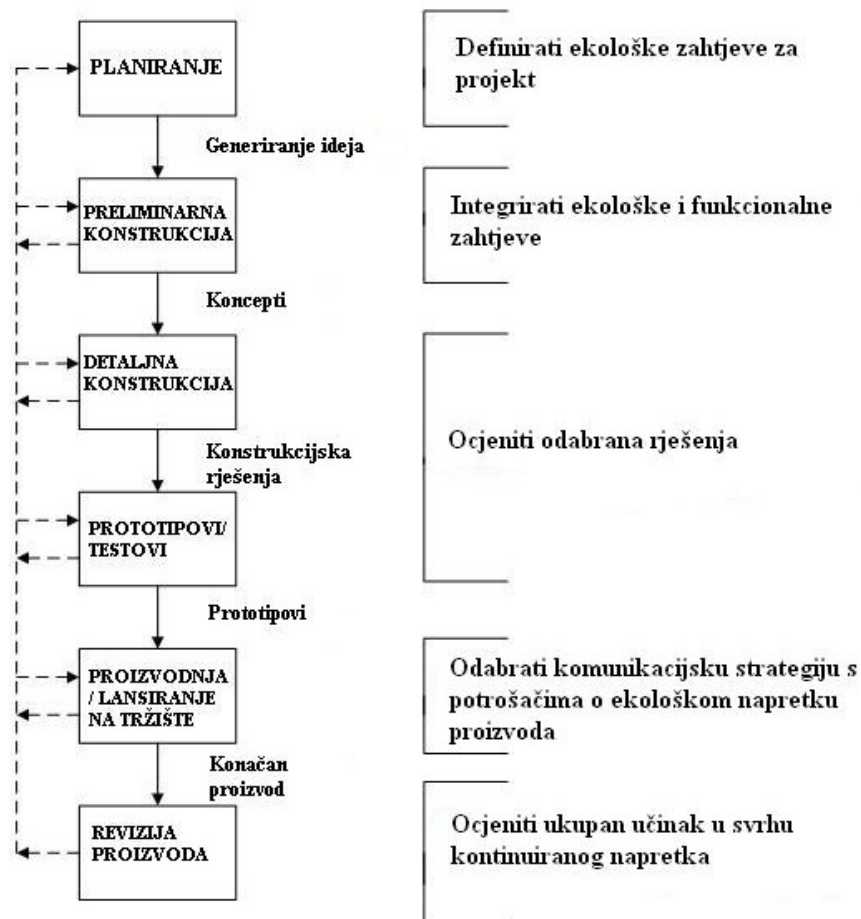 PLANIRANJE
Definirati ekološke zahtjeve za
projekt
Generiranje ideja
PRELIMINARNA
KONSTRUKCIJA
Integrirati ekološke i funkcionalne
zahtjeve
Koncepti
DETALJNA
KONSTRUKCIJA
Konstrukcijska
rješenja
Ocjeniti odabrana rješenja
PROTOTIPOVI/
TESTOVI
Prototipovi
PROIZVODNJA
/ LANSIRANJE
NA TRŽIŠTE
Odabrati komunikacijsku strategiju s
potrošačima o ekološkom napretku
proizvoda
Konačan
proizvod
REVIZIJA
PROIZVODA
Ocjeniti ukupan učinak u svrhu
kontinuiranog napretka